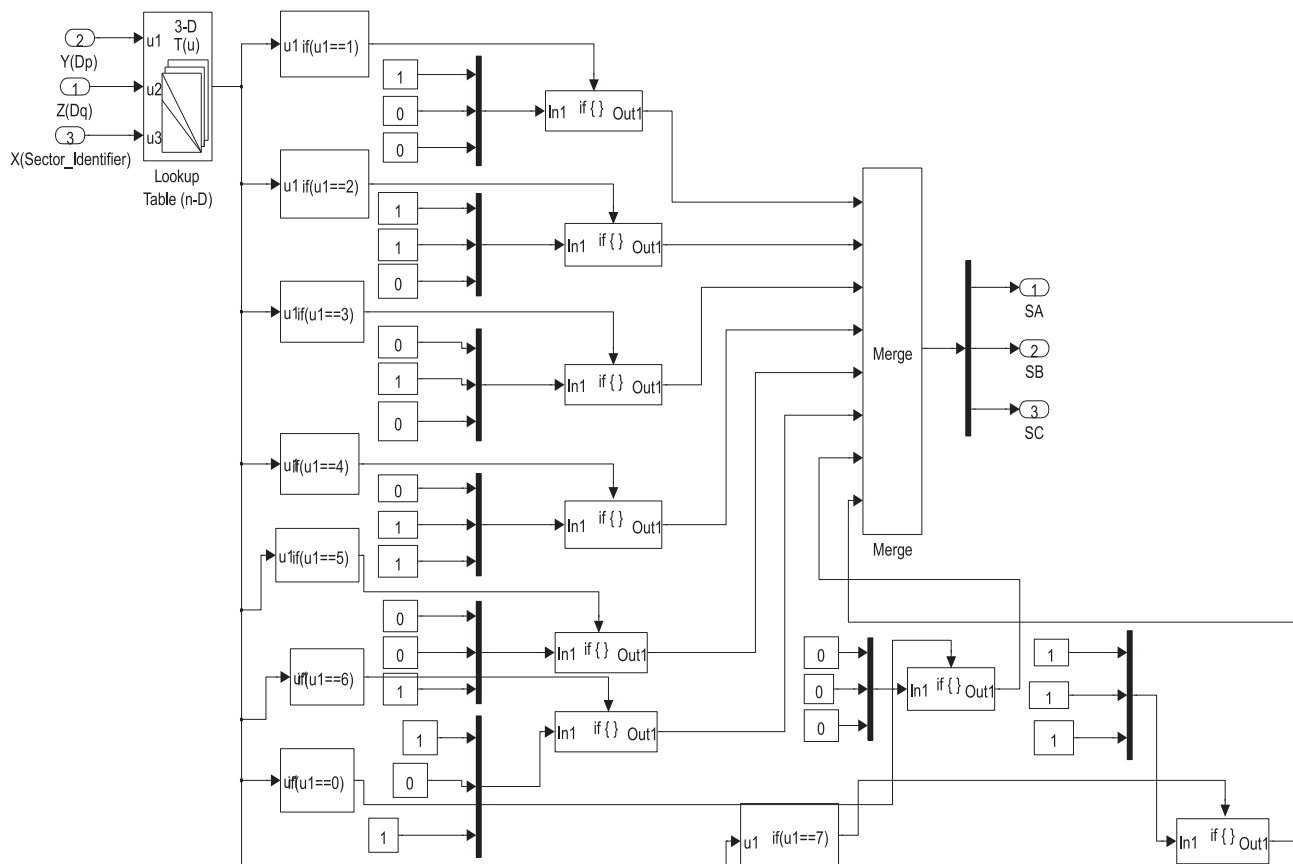 3-D
T(u)
u1
u2
u3
2
Y(Dp)
1
Z(Dq)
3
X(Sector_Identifier)
Lookup
Table (n-D)
u1 if(u1==1)
1
0
0
In1 if { } Out1
u1 if(u1==2)
1
1
0
In1 if { } Out1
u1 if(u1==3)
0
1
0
In1 if { } Out1
if(u1==4)
0
1
1
In1 if { } Out1
u1 if(u1==5)
0
0
1
In1 if { } Out1
if(u1==6)
1
0
1
In1 if { } Out1
if(u1==0)
0
0
0
In1 if { } Out1
u1 if(u1==7)
1
1
1
In1 if { } Out1
Merge
Merge
1
SA
2
SB
3
SC